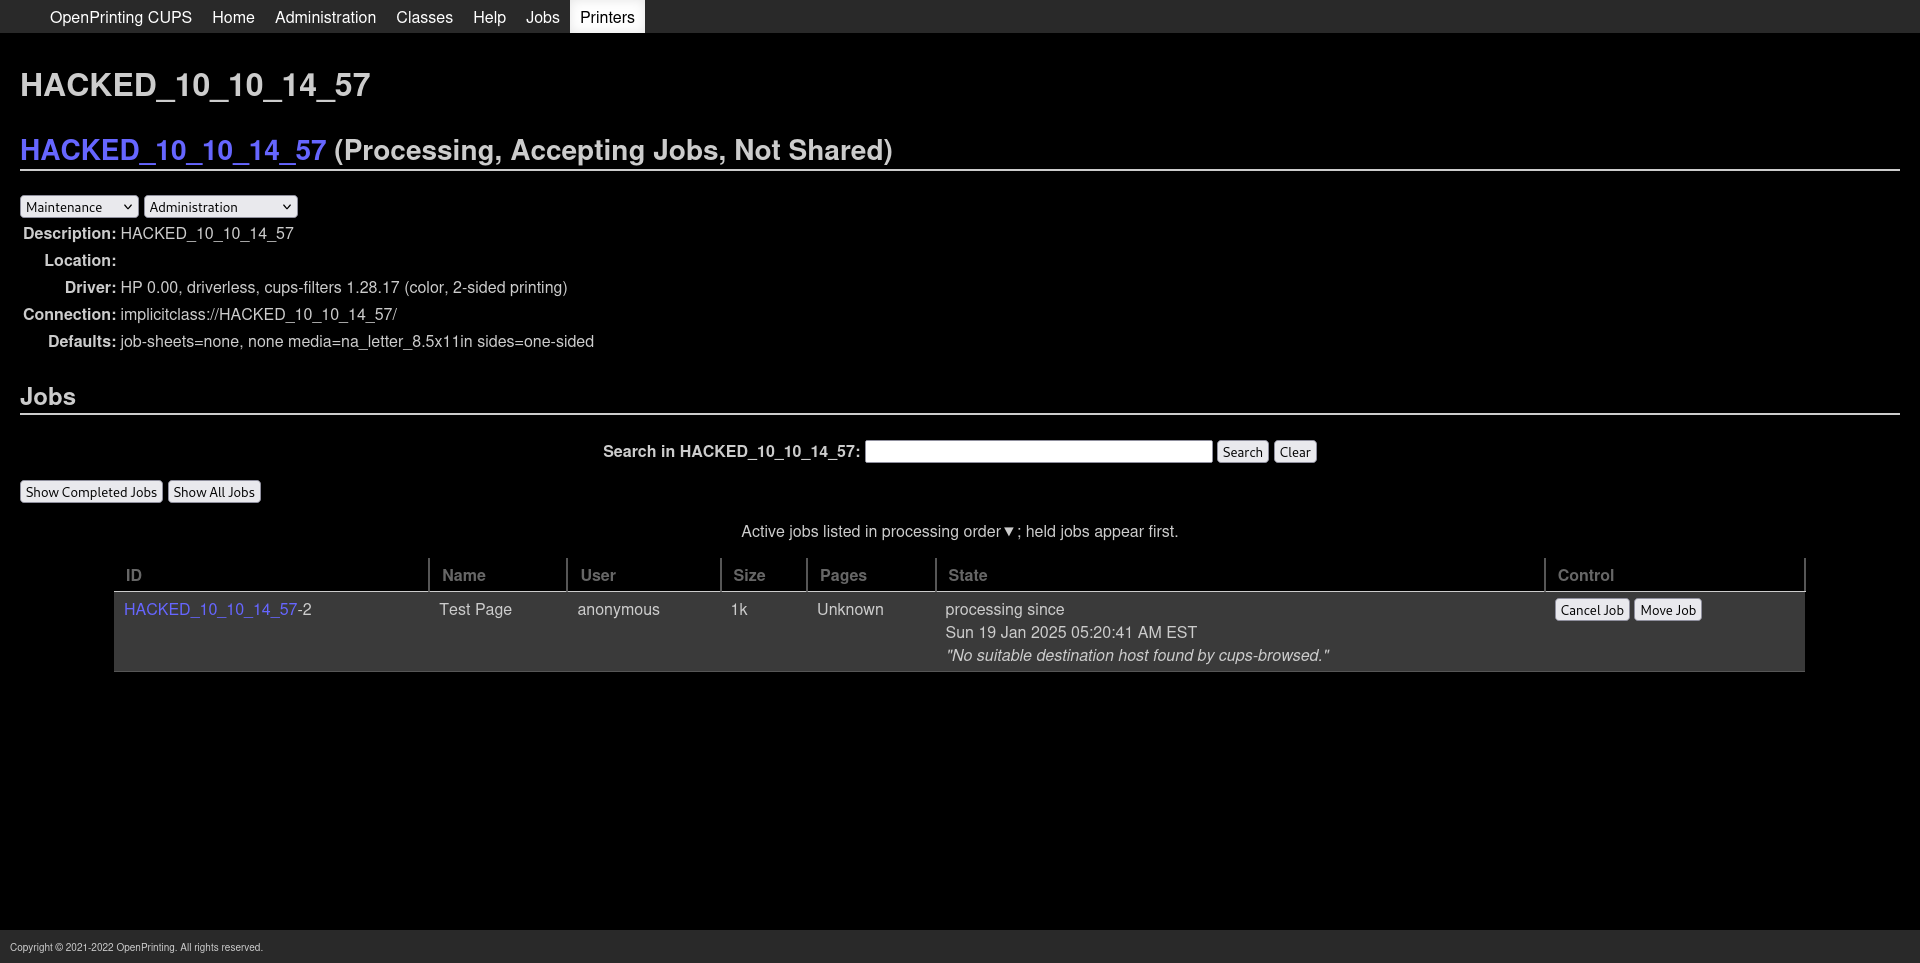 OpenPrinting CUPS Home Administration Classes Help Jobs Printers
HACKED_10_10_14_57
HACKED_10_10_14_57 (Processing, Accepting Jobs, Not Shared)
Maintenance Administration
Description: HACKED_10_10_14_57
Location:
Driver: HP 0.00, driverless, cups-filters 1.28.17 (color, 2-sided printing)
Connection: implicitclass://HACKED_10_10_14_57/
Defaults: job-sheets=none, none media=na_letter_8.5x11in sides=one-sided
Jobs
Search in HACKED_10_10_14_57: Search Clear
Show Completed Jobs Show All Jobs
Active jobs listed in processing order▼; held jobs appear first.
ID Name User Size Pages State Control
HACKED_10_10_14_57-2 Test Page anonymous 1k Unknown processing since Cancel Job Move Job
Sun 19 Jan 2025 05:20:41 AM EST
"No suitable destination host found by cups-browsed."
Copyright © 2021-2022 OpenPrinting. All rights reserved.